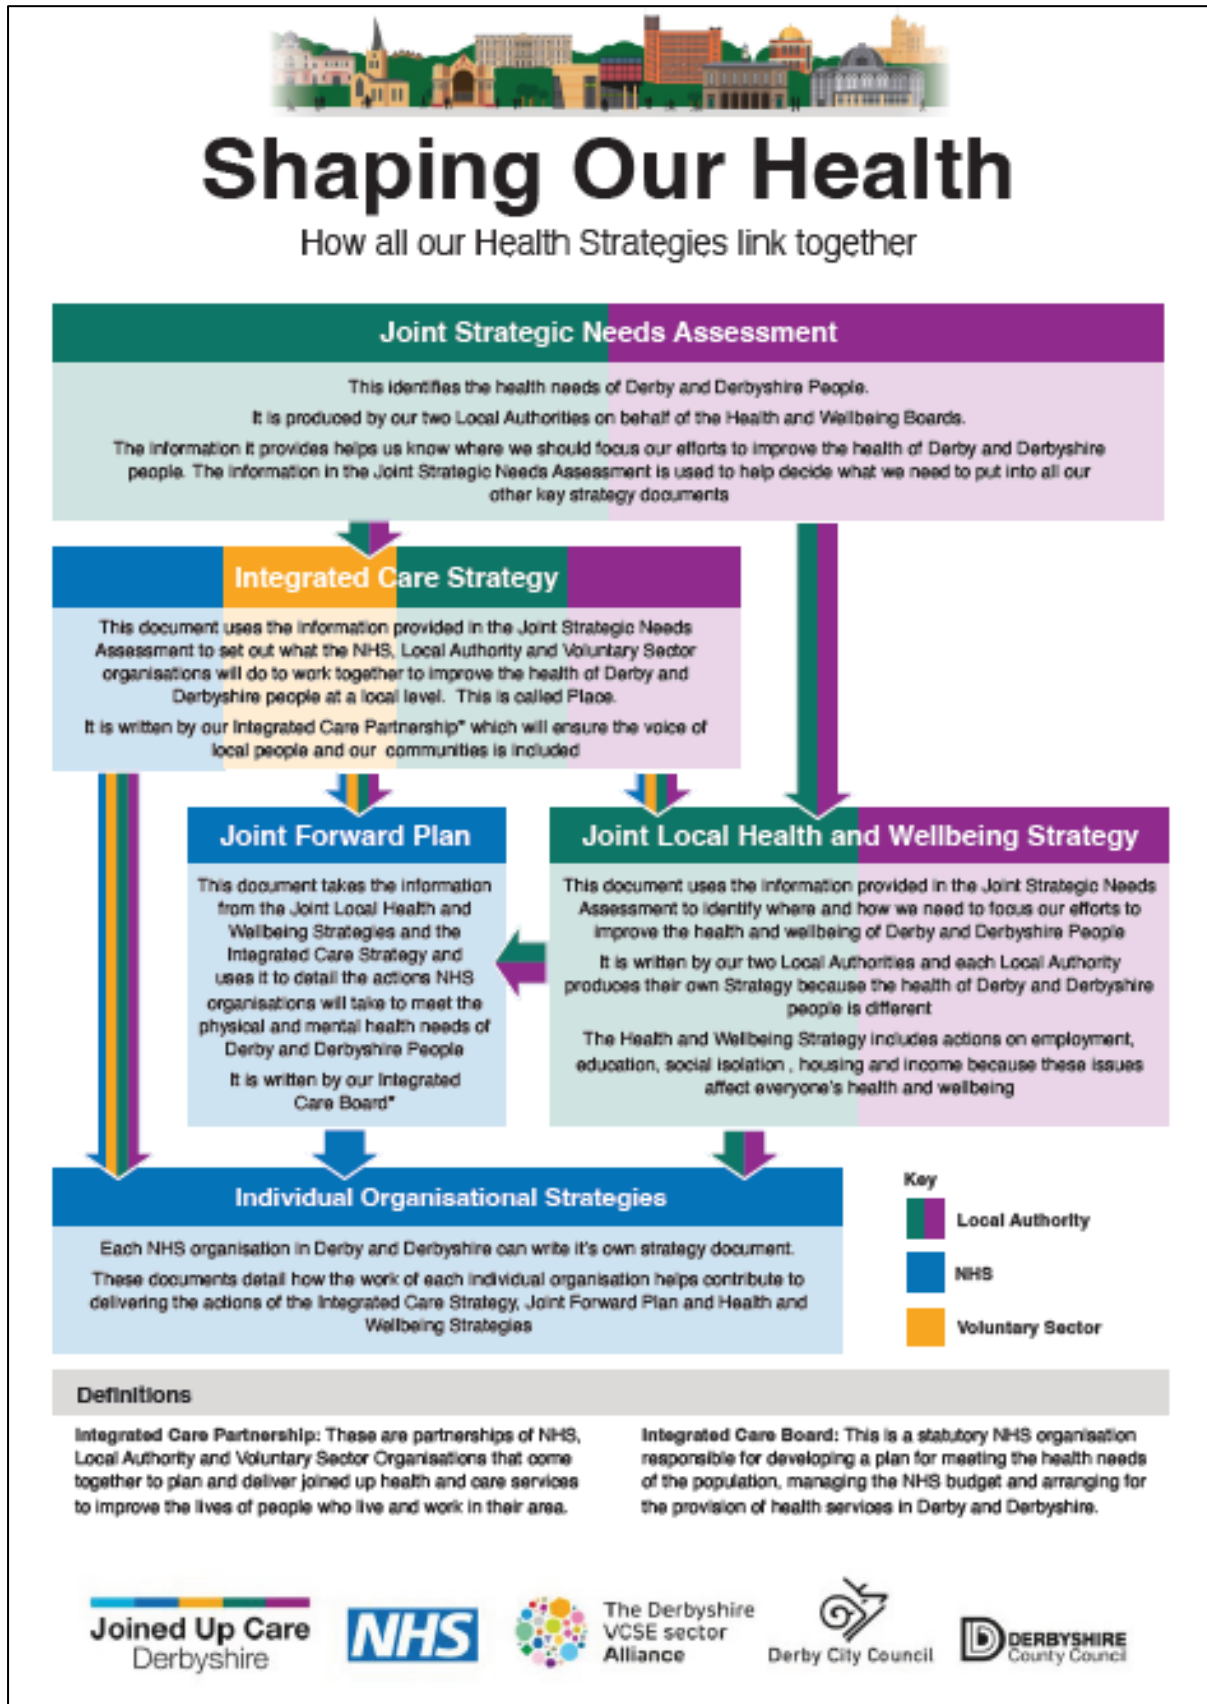 Shaping Our Health
How all our Health Strategies link together
Joint Strategic Needs Assessment
This identifies the health needs of Derby and Derbyshire People.
It is produced by our two Local Authorities on behalf of the Health and Wellbeing Boards.
The information it provides helps us know where we should focus our efforts to improve the health of Derby and Derbyshire
people. The information in the Joint Strategic Needs Assessment is used to help decide what we need to put into all our
other key strategy documents
Integrated Care Strategy
This document uses the information provided in the Joint Strategic Needs
Assessment to set out what the NHS, Local Authority and Voluntary Sector
organisations will do to work together to improve the health of Derby and
Derbyshire people at a local level. This is called Place.
It is written by our Integrated Care Partnership* which will ensure the voice of
local people and our communities is included
Joint Forward Plan
This document takes the information
from the Joint Local Health and
Wellbeing Strategies and the
Integrated Care Strategy and
uses it to detail the actions NHS
organisations will take to meet the
physical and mental health needs of
Derby and Derbyshire People
It is written by our Integrated
Care Board*
Joint Local Health and Wellbeing Strategy
This document uses the information provided in the Joint Strategic Needs
Assessment to identify where and how we need to focus our efforts to
improve the health and wellbeing of Derby and Derbyshire People
It is written by our two Local Authorities and each Local Authority
produces their own Strategy because the health of Derby and Derbyshire
people is different
The Health and Wellbeing Strategy includes actions on employment,
education, social isolation , housing and income because these issues
affect everyone's health and wellbeing
Individual Organisational Strategies
Each NHS organisation in Derby and Derbyshire can write it's own strategy document.
These documents detail how the work of each individual organisation helps contribute to
delivering the actions of the Integrated Care Strategy, Joint Forward Plan and Health and
Wellbeing Strategies
Key
Local Authority
NHS
Voluntary Sector
Definitions
Integrated Care Partnership: These are partnerships of NHS,
Local Authority and Voluntary Sector Organisations that come
together to plan and deliver joined up health and care services
to improve the lives of people who live and work in their area.
Integrated Care Board: This is a statutory NHS organisation
responsible for developing a plan for meeting the health needs
of the population, managing the NHS budget and arranging for
the provision of health services in Derby and Derbyshire.
Joined Up Care
Derbyshire
NHS
The Derbyshire
VCSE sector
Alliance
Derby City Council
DERBYSHIRE
County Council